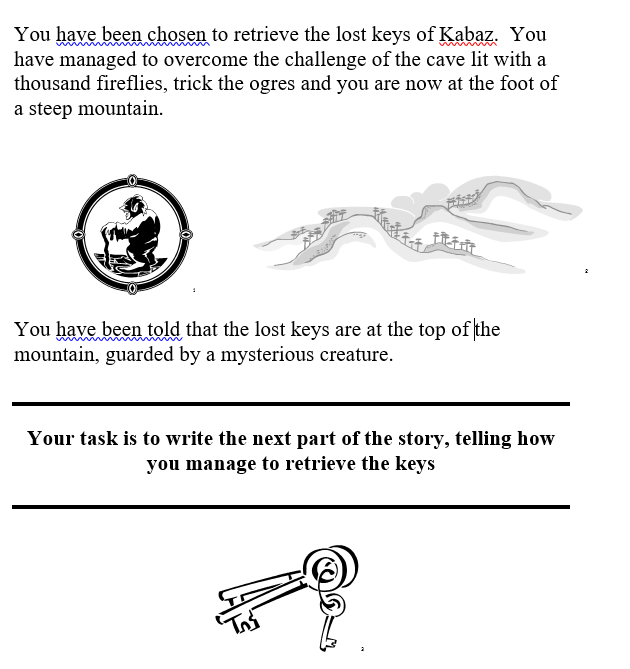 You have been chosen to retrieve the lost keys of Kabaz.  You
have managed to overcome the challenge of the cave lit with a
thousand fireflies, trick the ogres and you are now at the foot of
a steep mountain.
You have been told that the lost keys are at the top of the
mountain, guarded by a mysterious creature.
Your task is to write the next part of the story, telling how
you manage to retrieve the keys